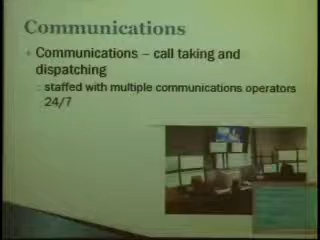 Communications
Communications – call taking and
dispatching
staffed with multiple communications operators
24/7